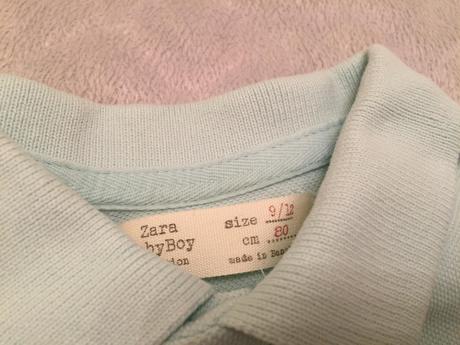 Zara size 9/12
byBoy cm 80
made in